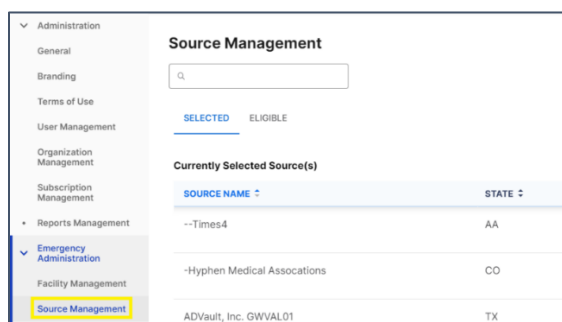 Administration
General
Branding
Terms of Use
User Management
Organization
Management
Subscription
Management
Reports Management
Emergency
Administration
Facility Management
Source Management
Source Management
SELECTED ELIGIBLE
Currently Selected Source(s)
SOURCE NAME STATE
--Times4 AA
-Hyphen Medical Assocations CO
ADVault, Inc. GWVAL01 TX